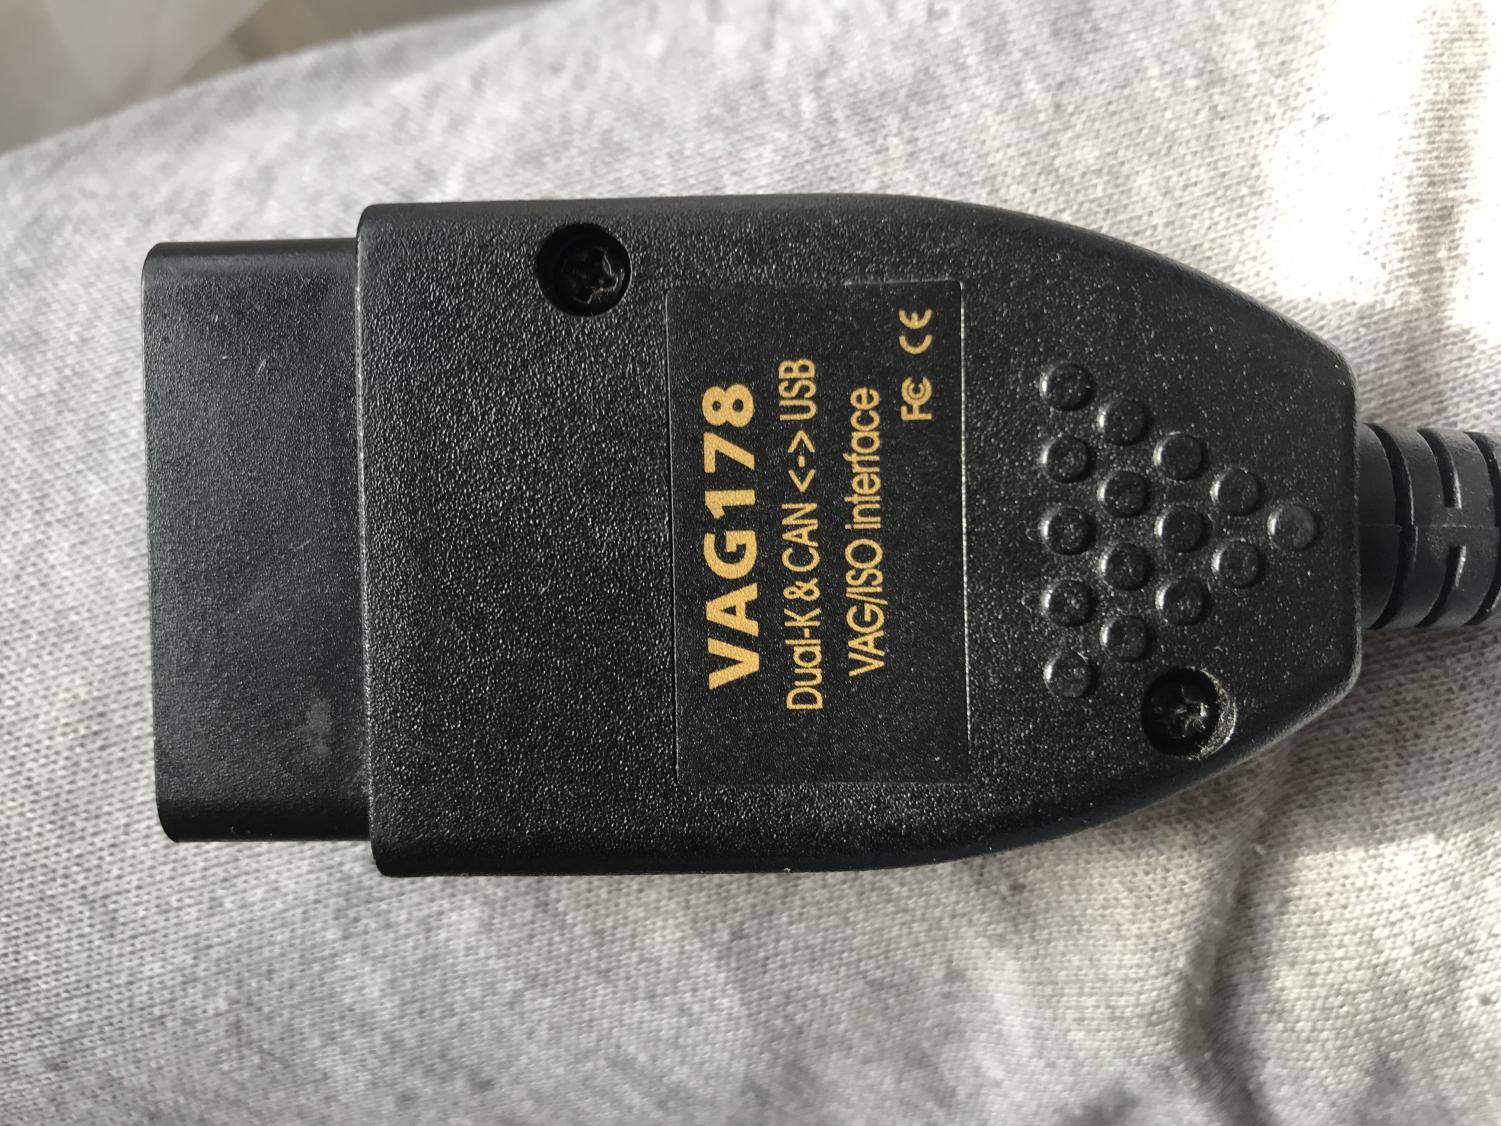 VAG178
Dual-K & CAN <-> USB
VAG/ISO interface
FC CE